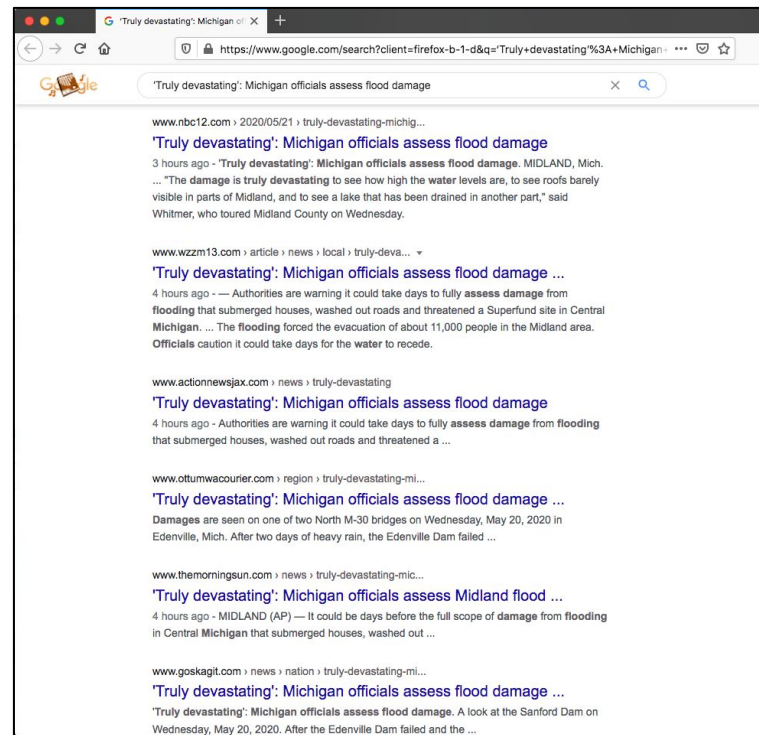 'Truly devastating': Michigan of
https://www.google.com/search?client=firefox-b-1-d&q='Truly+devastating'%3A+Michigan+
Google
'Truly devastating': Michigan officials assess flood damage
www.nbc12.com › 2020/05/21 › truly-devastating-michig...
'Truly devastating': Michigan officials assess flood damage
3 hours ago - 'Truly devastating': Michigan officials assess flood damage. MIDLAND, Mich.
... "The damage is truly devastating to see how high the water levels are, to see roofs barely
visible in parts of Midland, and to see a lake that has been drained in another part," said
Whitmer, who toured Midland County on Wednesday.
www.wzzm13.com › article › news › local › truly-deva...
'Truly devastating': Michigan officials assess flood damage ...
4 hours ago - — Authorities are warning it could take days to fully assess damage from
flooding that submerged houses, washed out roads and threatened a Superfund site in Central
Michigan. ... The flooding forced the evacuation of about 11,000 people in the Midland area.
Officials caution it could take days for the water to recede.
www.actionnewsjax.com › news › truly-devastating
'Truly devastating': Michigan officials assess flood damage
4 hours ago - Authorities are warning it could take days to fully assess damage from flooding
that submerged houses, washed out roads and threatened a ...
www.ottumwacourier.com › region › truly-devastating-mi...
'Truly devastating': Michigan officials assess flood damage ...
Damages are seen on one of two North M-30 bridges on Wednesday, May 20, 2020 in
Edenville, Mich. After two days of heavy rain, the Edenville Dam failed ...
www.themorningsun.com › news › truly-devastating-mic...
'Truly devastating': Michigan officials assess Midland flood ...
4 hours ago - MIDLAND (AP) — It could be days before the full scope of damage from flooding
in Central Michigan that submerged houses, washed out ...
www.goskagit.com › news › nation › truly-devastating-mi...
'Truly devastating': Michigan officials assess flood damage ...
'Truly devastating': Michigan officials assess flood damage. A look at the Sanford Dam on
Wednesday, May 20, 2020. After the Edenville Dam failed and the ...